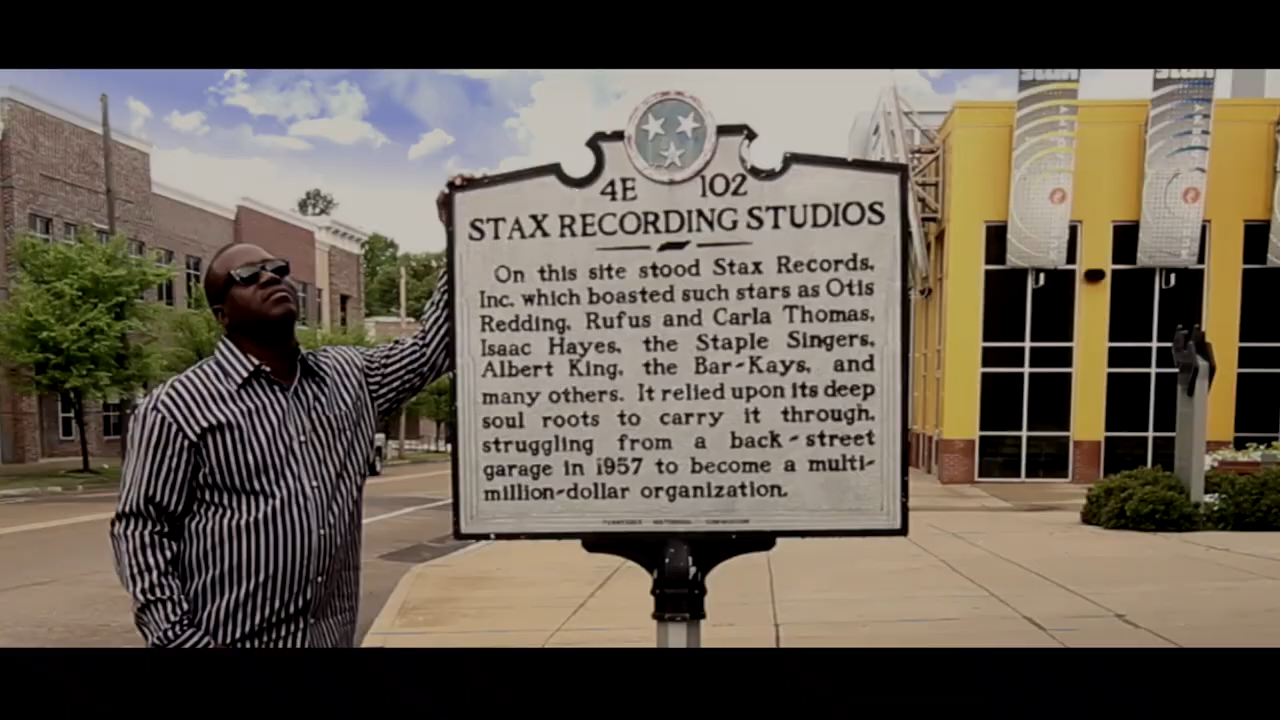 4E 102
STAX RECORDING STUDIOS
On this site stood Stax Records,
Inc. which boasted such stars as Otis
Redding, Rufus and Carla Thomas,
Isaac Hayes, the Staple Singers,
Albert King, the Bar-Kays, and
many others. It relied upon its deep
soul roots to carry it through,
struggling from a back-street
garage in 1957 to become a multi-
million-dollar organization.